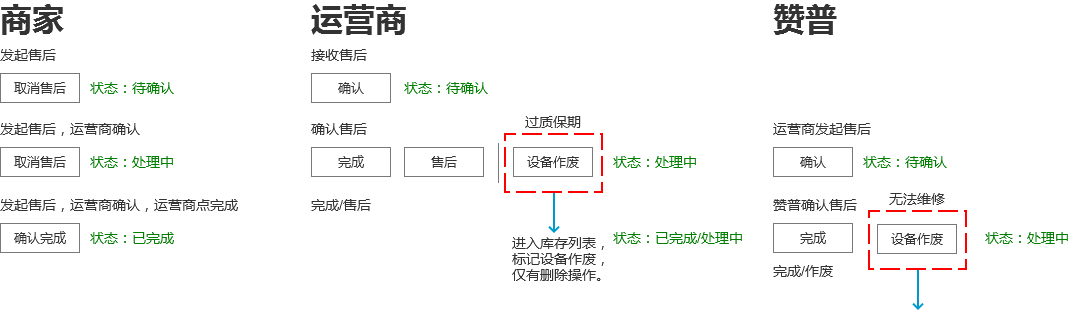 商家
发起售后
取消售后 状态：待确认
发起售后，运营商确认
取消售后 状态：处理中
发起售后，运营商确认，运营商点完成
确认完成 状态：已完成
运营商
接收售后
确认 状态：待确认
确认售后
过质保期
完成 售后 设备作废 状态：处理中
完成/售后
状态：已完成/处理中
进入库存列表，
标记设备作废，
仅有删除操作。
赞普
运营商发起售后
确认 状态：待确认
赞普确认售后
无法维修
完成 设备作废 状态：处理中
完成/作废